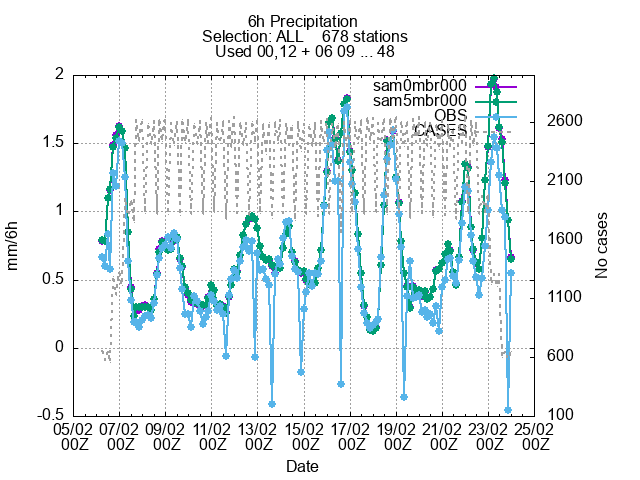 6h Precipitation
Selection: ALL    678 stations
Used 00,12 + 06 09 ... 48
sam0mbr000
sam5mbr000
OBS
CASES
mm/6h
2
1.5
1
0.5
0
-0.5
No cases
2600
2100
1600
1100
600
100
05/02 07/02 09/02 11/02 13/02 15/02 17/02 19/02 21/02 23/02 25/02
00Z 00Z 00Z 00Z 00Z 00Z 00Z 00Z 00Z 00Z 00Z
Date